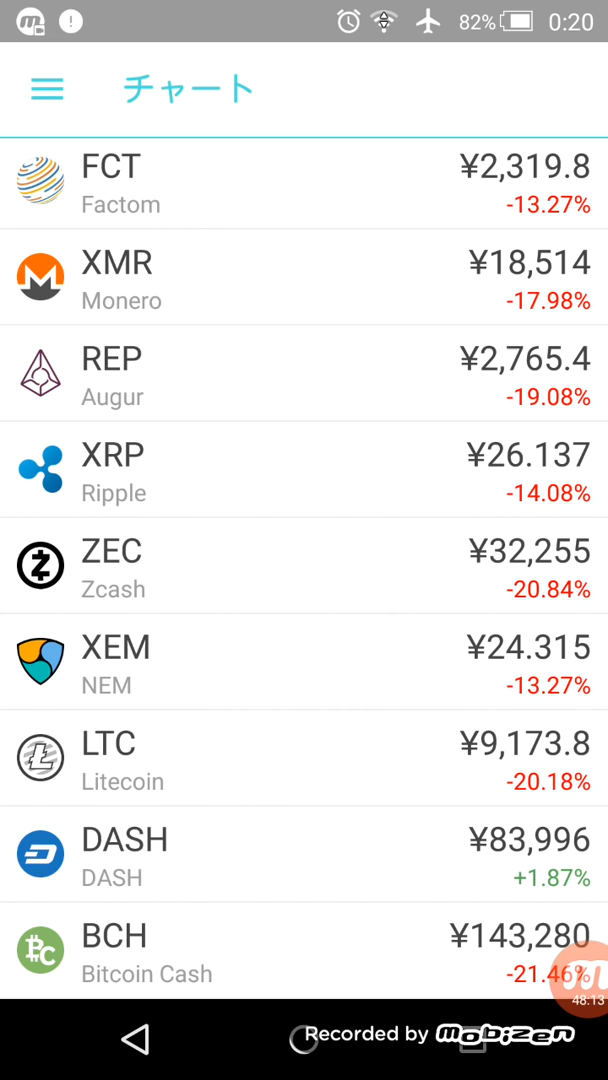 82% 0:20
チャート
FCT ¥2,319.8
Factom -13.27%
XMR ¥18,514
Monero -17.98%
REP ¥2,765.4
Augur -19.08%
XRP ¥26.137
Ripple -14.08%
ZEC ¥32,255
Zcash -20.84%
XEM ¥24.315
NEM -13.27%
LTC ¥9,173.8
Litecoin -20.18%
DASH ¥83,996
DASH +1.87%
BCH ¥143,280
Bitcoin Cash -21.46%
48:13
Recorded by mobizen